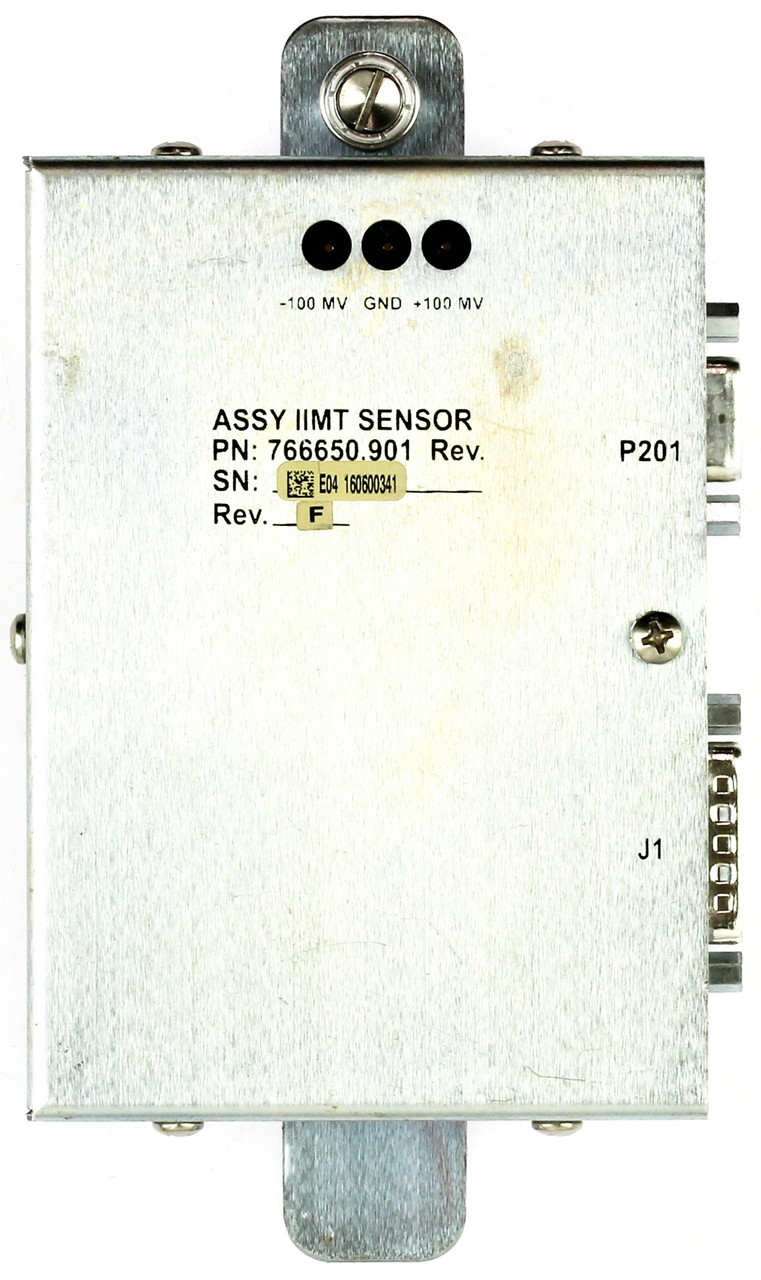 -100 MV GND +100 MV
ASSY IIMT SENSOR
PN: 766650.901 Rev.
P201
SN: E04 160600341
Rev. F
J1